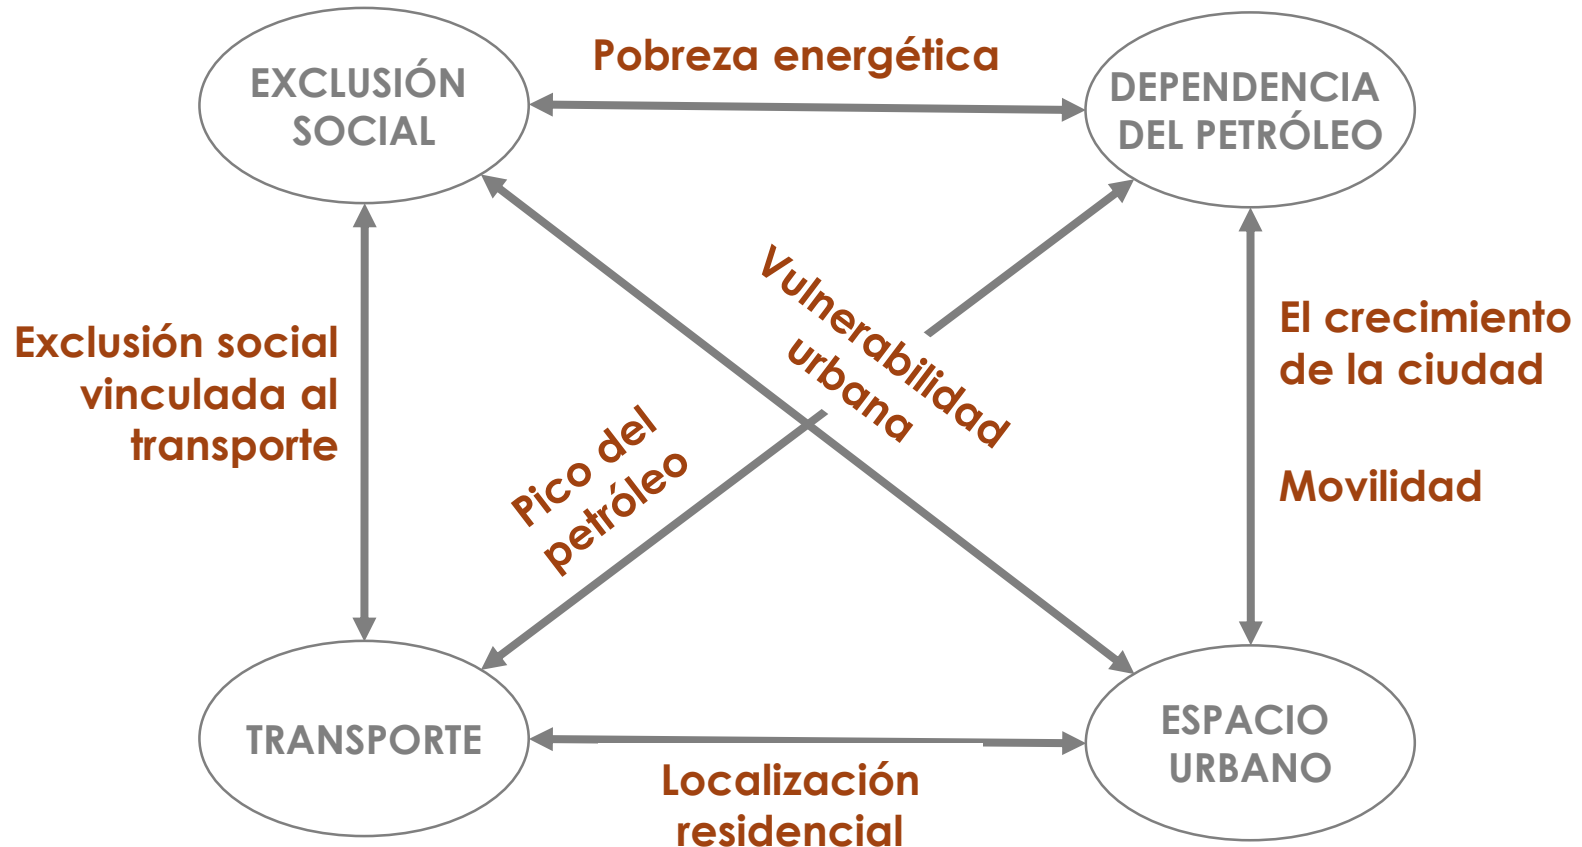 EXCLUSIÓN
SOCIAL
Pobreza energética
DEPENDENCIA
DEL PETRÓLEO
Exclusión social
vinculada al
transporte
Vulnerabilidad
urbana
Pico del
petróleo
El crecimiento
de la ciudad
Movilidad
TRANSPORTE
Localización
residencial
ESPACIO
URBANO